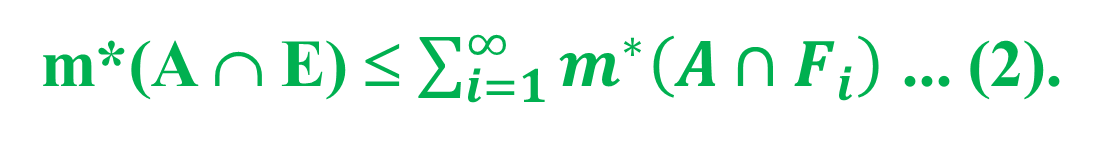 m*(A ∩ E) ≤ ∑_{i=1}^{∞} m*(A ∩ F_i) ... (2).